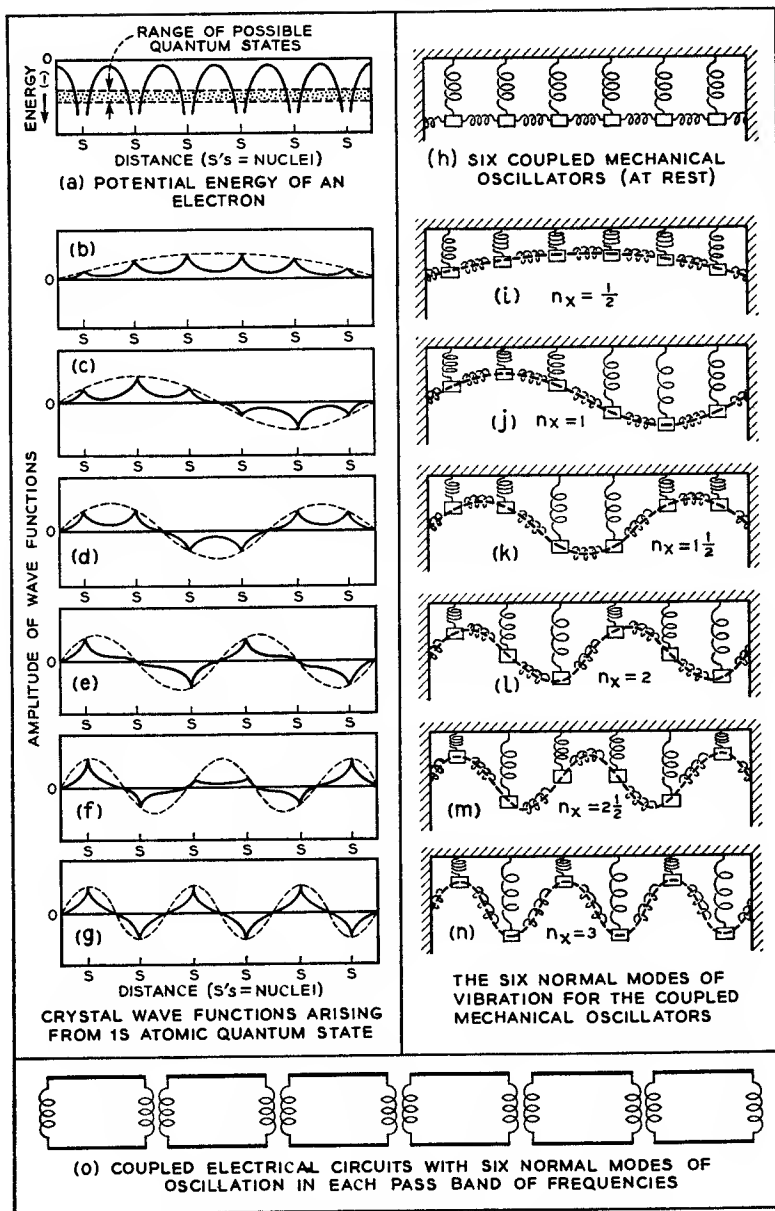 RANGE OF POSSIBLE
QUANTUM STATES
0
ENERGY
(-)
S S S S S S
DISTANCE (S's = NUCLEI)
(a) POTENTIAL ENERGY OF AN
ELECTRON
AMPLITUDE OF WAVE FUNCTIONS
(b)
0
S S S S S S
(c)
0
S S S S S S
(d)
0
S S S S S S
(e)
0
S S S S S S
(f)
0
S S S S S S
(g)
0
S S S S S S
DISTANCE (S's = NUCLEI)
CRYSTAL WAVE FUNCTIONS ARISING
FROM 1S ATOMIC QUANTUM STATE
(h) SIX COUPLED MECHANICAL
OSCILLATORS (AT REST)
(i) nx = 1/2
(j) nx = 1
(k) nx = 1 1/2
(l) nx = 2
(m) nx = 2 1/2
(n) nx = 3
THE SIX NORMAL MODES OF
VIBRATION FOR THE COUPLED
MECHANICAL OSCILLATORS
(o) COUPLED ELECTRICAL CIRCUITS WITH SIX NORMAL MODES OF
OSCILLATION IN EACH PASS BAND OF FREQUENCIES